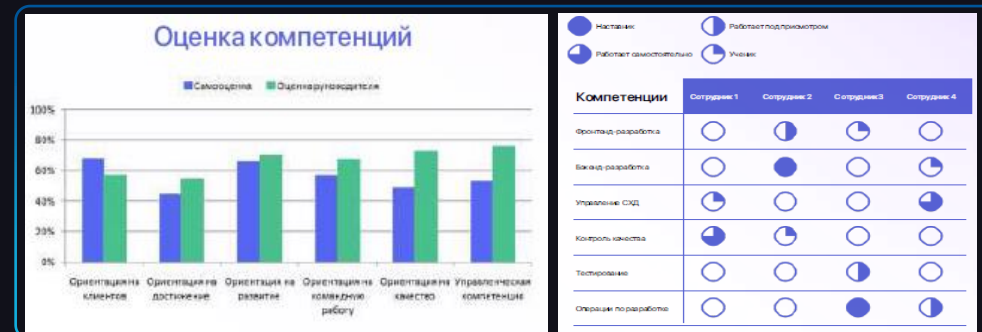 Оценка компетенций
Самооценка Оценка руководителя
100%
80%
60%
40%
20%
0%
Ориентация на клиентов
Ориентация на достижение
Ориентация на развитие
Ориентация на командную работу
Ориентация на качество
Управленческая компетенция
Наставник Работает под присмотром
Работает самостоятельно Ученик
Компетенции Сотрудник 1 Сотрудник 2 Сотрудник 3 Сотрудник 4
Фронтенд-разработка
Бэкенд-разработка
Управление СХД
Контроль качества
Тестирование
Операции по разработке